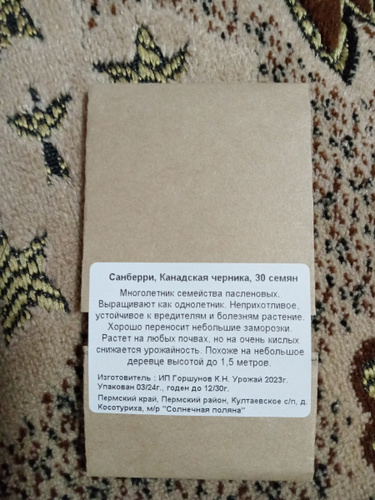 Санберри, Канадская черника, 30 семян
Многолетник семейства пасленовых.
Выращивают как однолетник. Неприхотливое,
устойчивое к вредителям и болезням растение.
Хорошо переносит небольшие заморозки.
Растет на любых почвах, но на очень кислых
снижается урожайность. Похоже на небольшое
деревце высотой до 1,5 метров.
Изготовитель : ИП Горшунов К.Н. Урожай 2023г.
Упакован 03/24г., годен до 12/30г.
Пермский край, Пермский район, Култаевское с/п, д.
Косотуриха, м/р "Солнечная поляна"